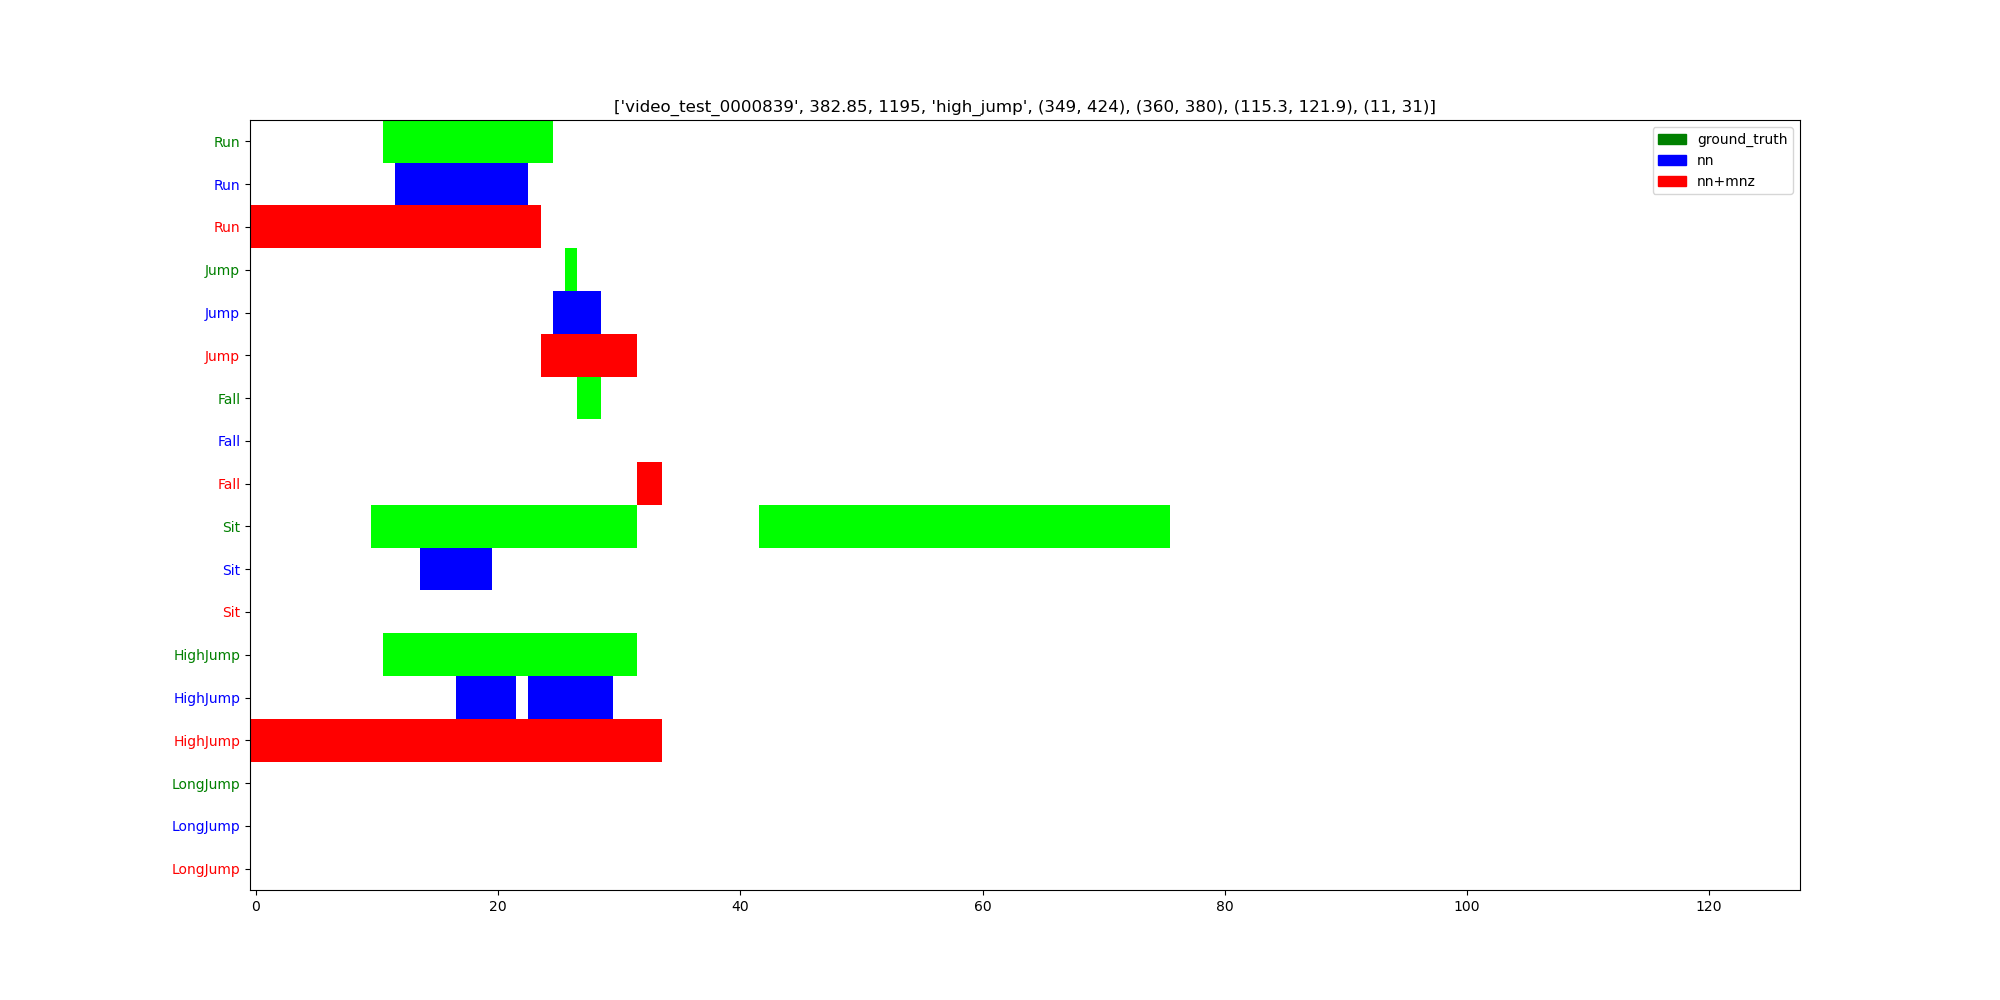 ['video_test_0000839', 382.85, 1195, 'high_jump', (349, 424), (360, 380), (115.3, 121.9), (11, 31)]
ground_truth
nn
nn+mnz
Run
Run
Run
Jump
Jump
Jump
Fall
Fall
Fall
Sit
Sit
Sit
HighJump
HighJump
HighJump
LongJump
LongJump
LongJump
0 20 40 60 80 100 120